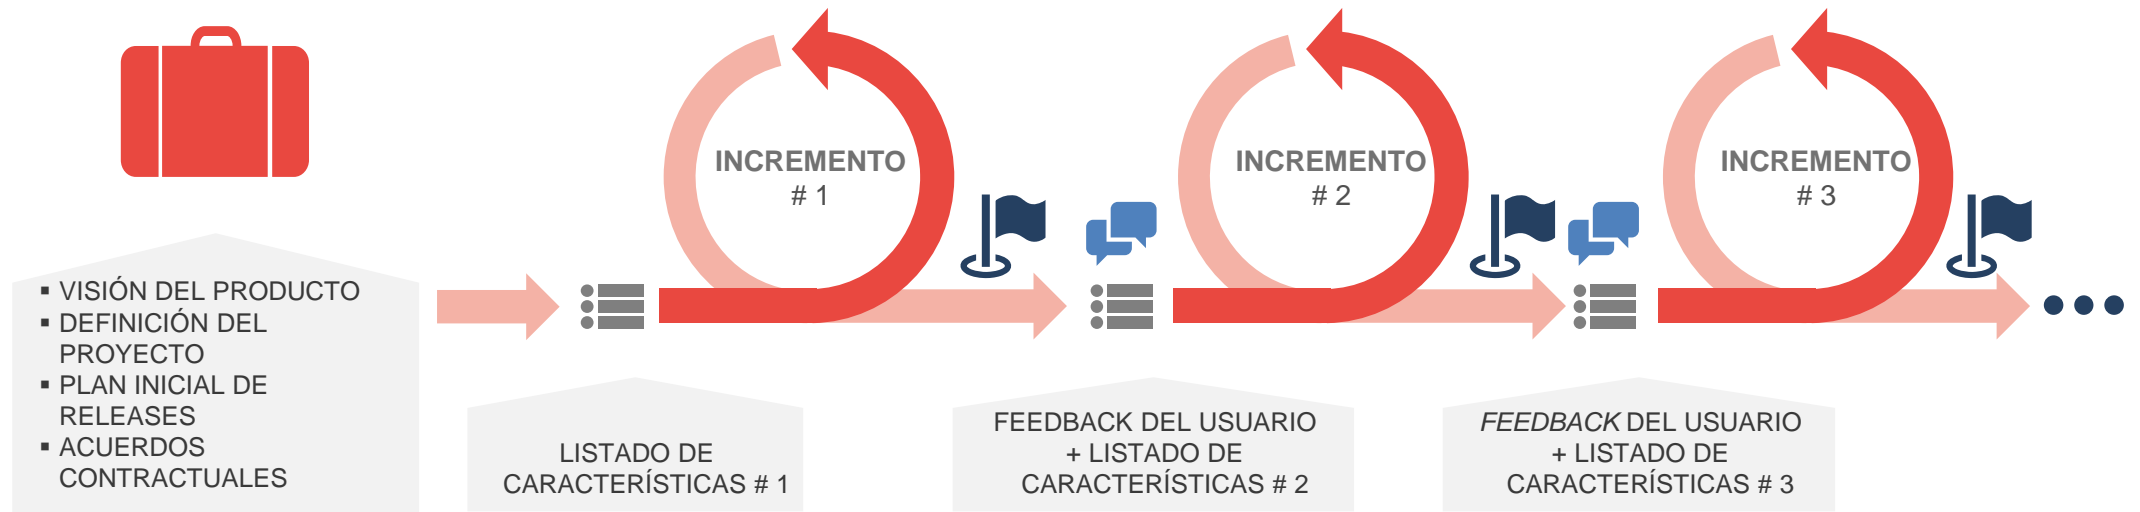 INCREMENTO
# 1
INCREMENTO
# 2
INCREMENTO
# 3
▪ VISIÓN DEL PRODUCTO
▪ DEFINICIÓN DEL
PROYECTO
▪ PLAN INICIAL DE
RELEASES
▪ ACUERDOS
CONTRACTUALES
LISTADO DE
CARACTERÍSTICAS # 1
FEEDBACK DEL USUARIO
+ LISTADO DE
CARACTERÍSTICAS # 2
FEEDBACK DEL USUARIO
+ LISTADO DE
CARACTERÍSTICAS # 3